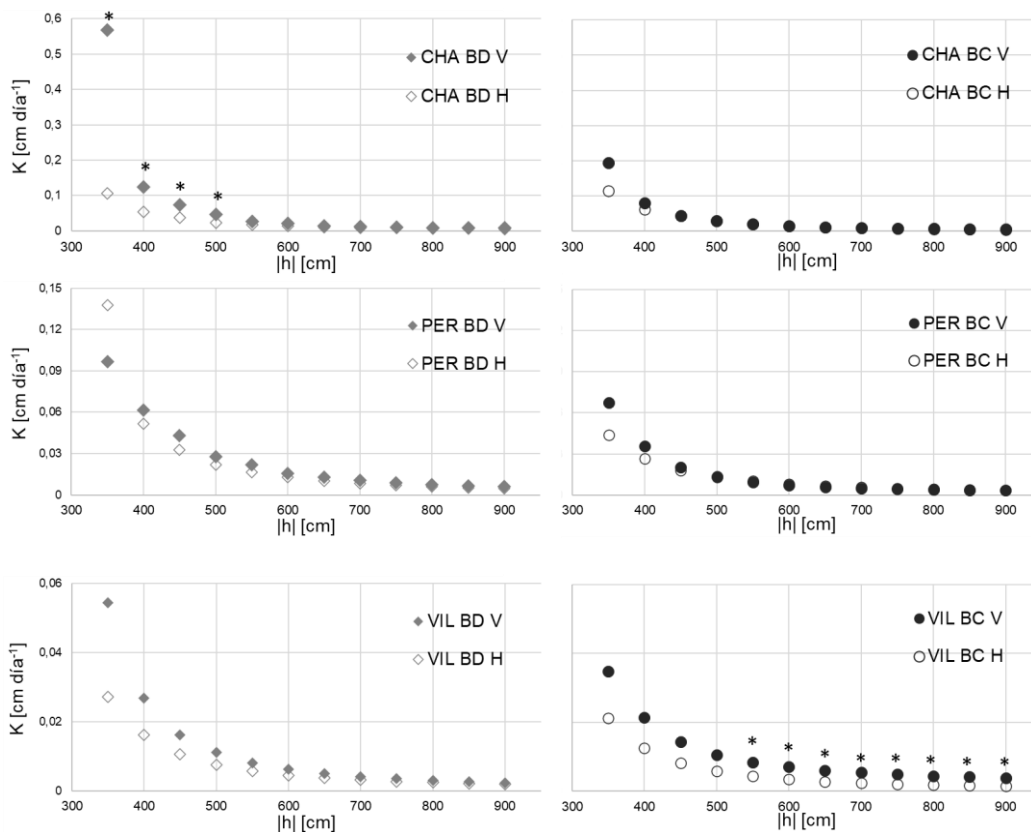 0,6
*
0,5
CHA BD V
0,4
CHA BD H
0,3
K [cm día-1]
0,2
*
*
*
0,1
0
300 400 500 600 700 800 900
|h| [cm]
CHA BC V
CHA BC H
300 400 500 600 700 800 900
|h| [cm]
0,15
0,12
PER BD V
PER BD H
0,09
K [cm día-1]
0,06
0,03
0
300 400 500 600 700 800 900
|h| [cm]
PER BC V
PER BC H
300 400 500 600 700 800 900
|h| [cm]
0,06
VIL BD V
0,04
VIL BD H
K [cm día-1]
0,02
0
300 400 500 600 700 800 900
|h| [cm]
VIL BC V
VIL BC H
* * * * * * * *
300 400 500 600 700 800 900
|h| [cm]